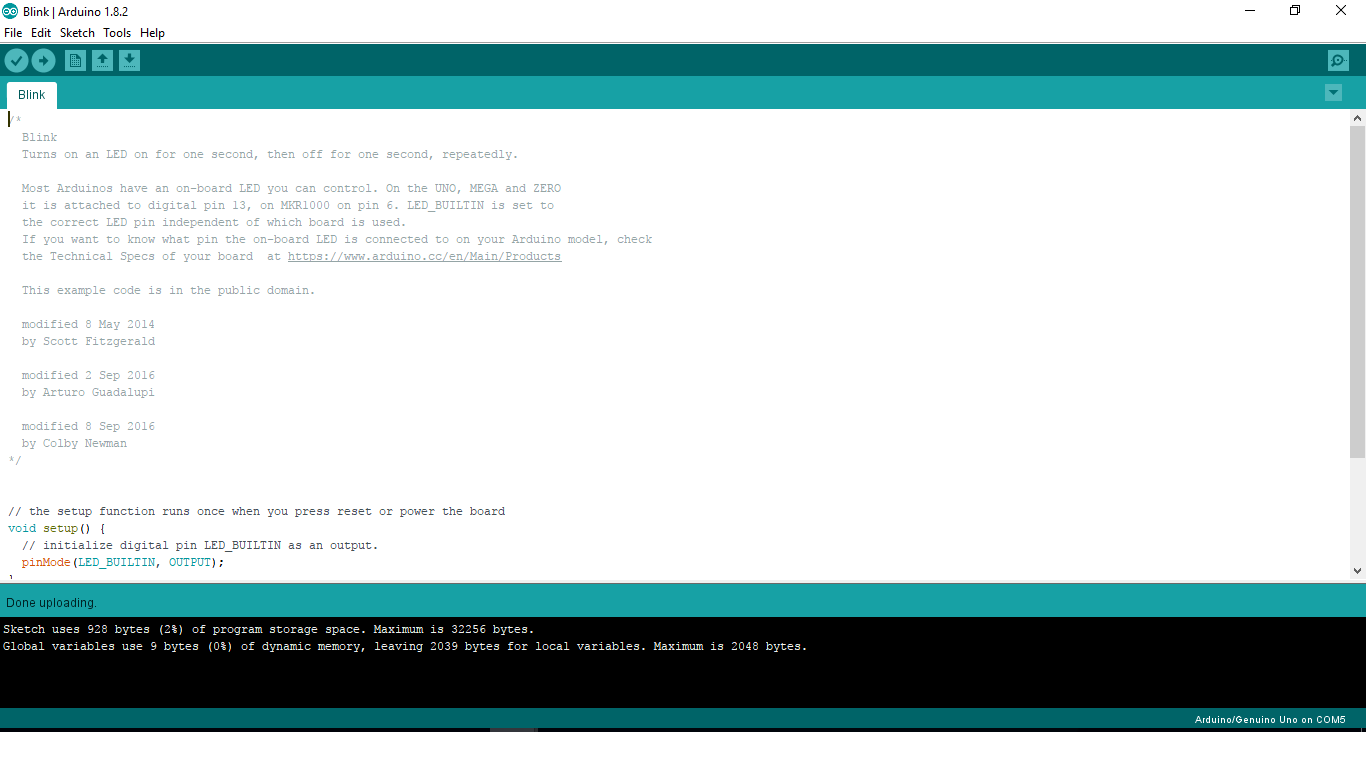 Blink | Arduino 1.8.2
File Edit Sketch Tools Help
Blink
/*
Blink
Turns on an LED on for one second, then off for one second, repeatedly.
Most Arduinos have an on-board LED you can control. On the UNO, MEGA and ZERO
it is attached to digital pin 13, on MKR1000 on pin 6. LED_BUILTIN is set to
the correct LED pin independent of which board is used.
If you want to know what pin the on-board LED is connected to on your Arduino model, check
the Technical Specs of your board  at https://www.arduino.cc/en/Main/Products
This example code is in the public domain.
modified 8 May 2014
by Scott Fitzgerald
modified 2 Sep 2016
by Arturo Guadalupi
modified 8 Sep 2016
by Colby Newman
*/
// the setup function runs once when you press reset or power the board
void setup() {
// initialize digital pin LED_BUILTIN as an output.
pinMode(LED_BUILTIN, OUTPUT);
}
Done uploading.
Sketch uses 928 bytes (2%) of program storage space. Maximum is 32256 bytes.
Global variables use 9 bytes (0%) of dynamic memory, leaving 2039 bytes for local variables. Maximum is 2048 bytes.
Arduino/Genuino Uno on COM5